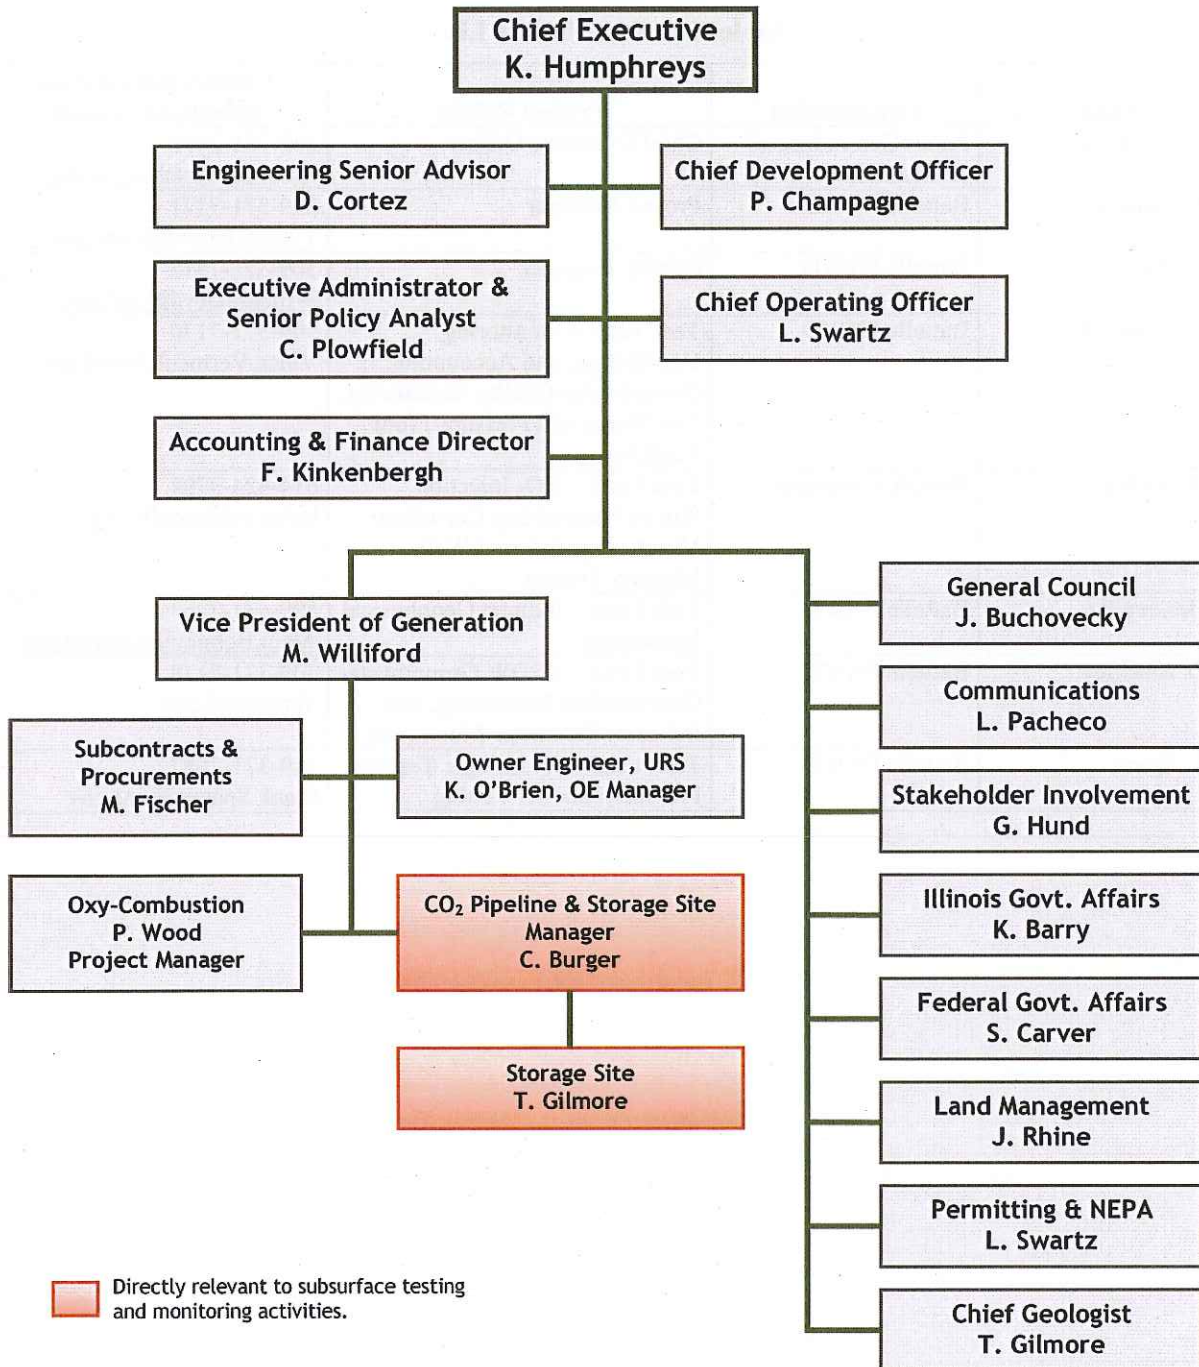 Chief Executive
K. Humphreys
Engineering Senior Advisor
D. Cortez
Chief Development Officer
P. Champagne
Executive Administrator &
Senior Policy Analyst
C. Plowfield
Chief Operating Officer
L. Swartz
Accounting & Finance Director
F. Kinkenbergh
Vice President of Generation
M. Williford
Subcontracts &
Procurements
M. Fischer
Owner Engineer, URS
K. O'Brien, OE Manager
Oxy-Combustion
P. Wood
Project Manager
CO₂ Pipeline & Storage Site
Manager
C. Burger
Storage Site
T. Gilmore
General Council
J. Buchovecky
Communications
L. Pacheco
Stakeholder Involvement
G. Hund
Illinois Govt. Affairs
K. Barry
Federal Govt. Affairs
S. Carver
Land Management
J. Rhine
Permitting & NEPA
L. Swartz
Chief Geologist
T. Gilmore
Directly relevant to subsurface testing
and monitoring activities.